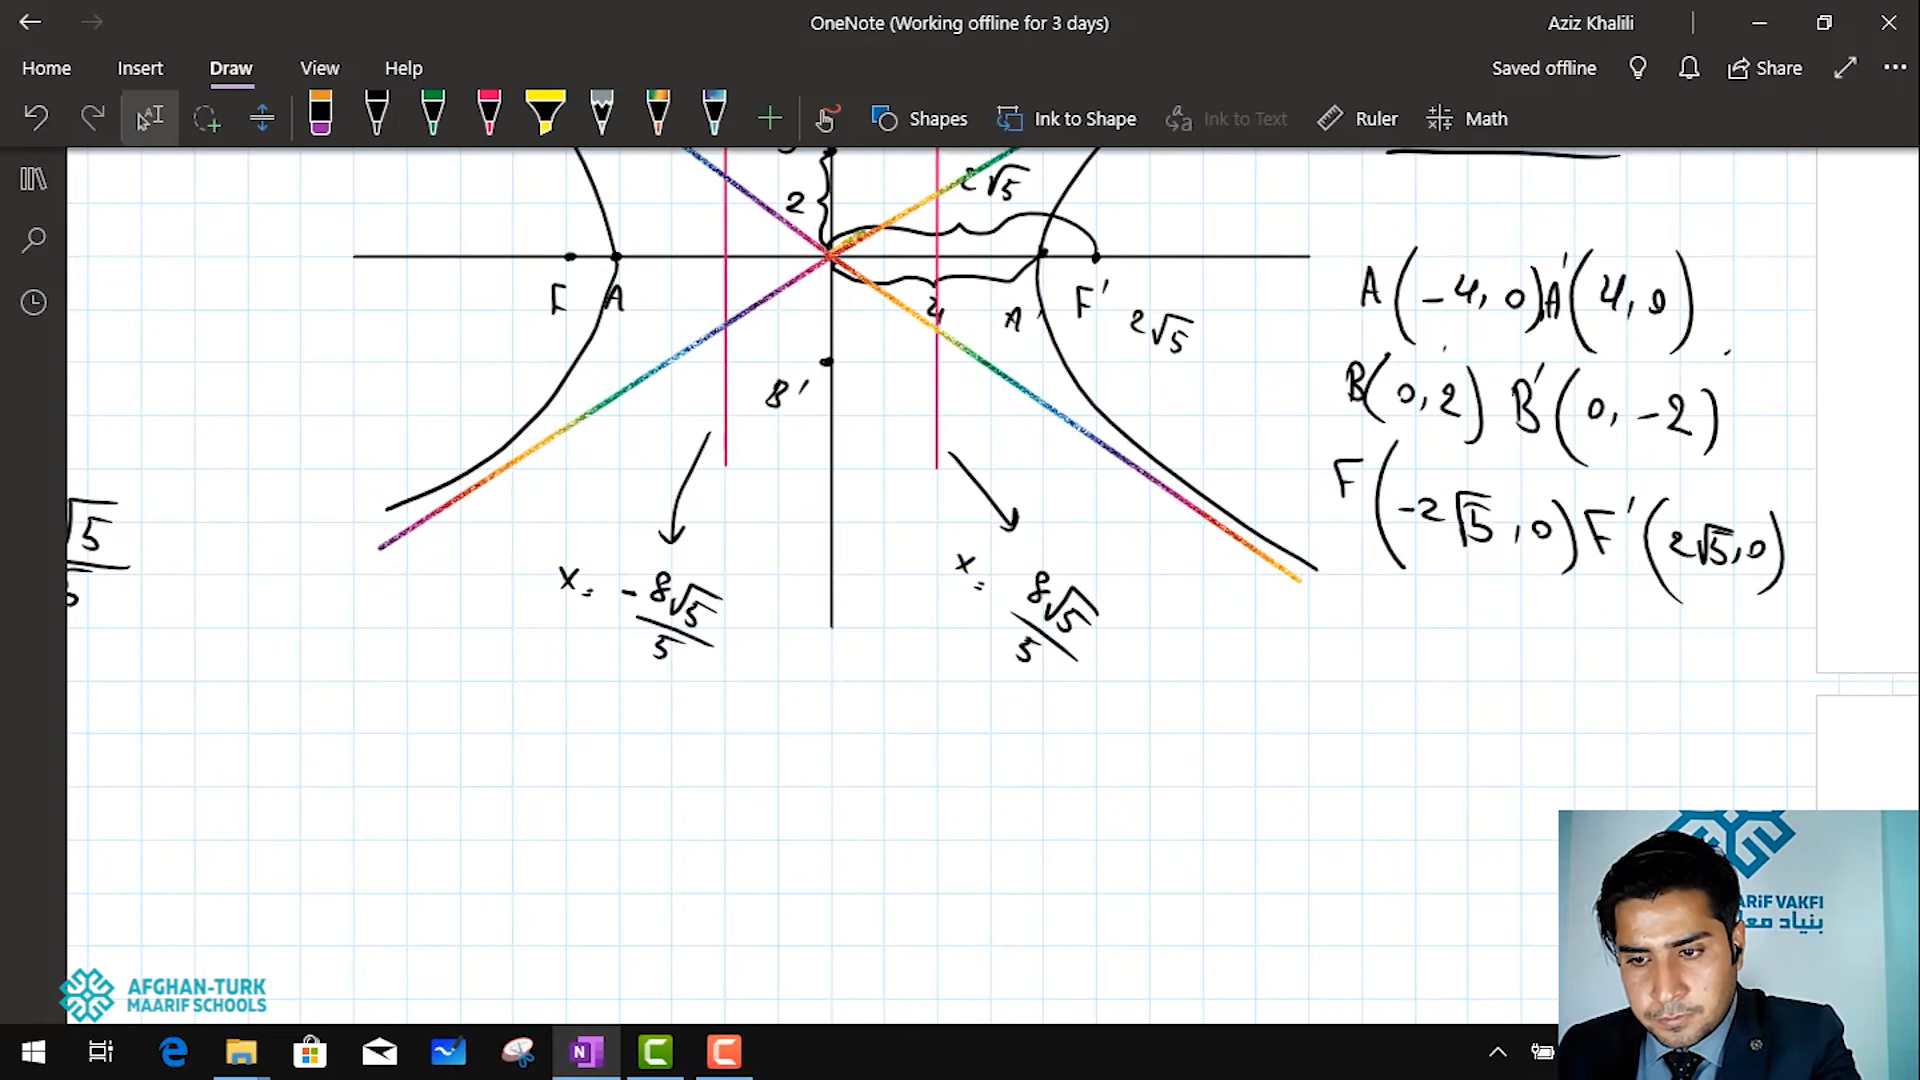 OneNote (Working offline for 3 days)
Aziz Khalili
Home Insert Draw View Help
Saved offline
Share
Shapes
Ink to Shape
Ink to Text
Ruler
Math
2
2√5
F A
4
A'
F'
2√5
B'
A(-4, 0) A'(4, 0)
B(0, 2) B'(0, -2)
F(-2√5, 0) F'(2√5, 0)
√5
x = -8√5/5
x = 8√5/5
ARİF VAKFI
بنیاد معا
AFGHAN-TURK
MAARIF SCHOOLS